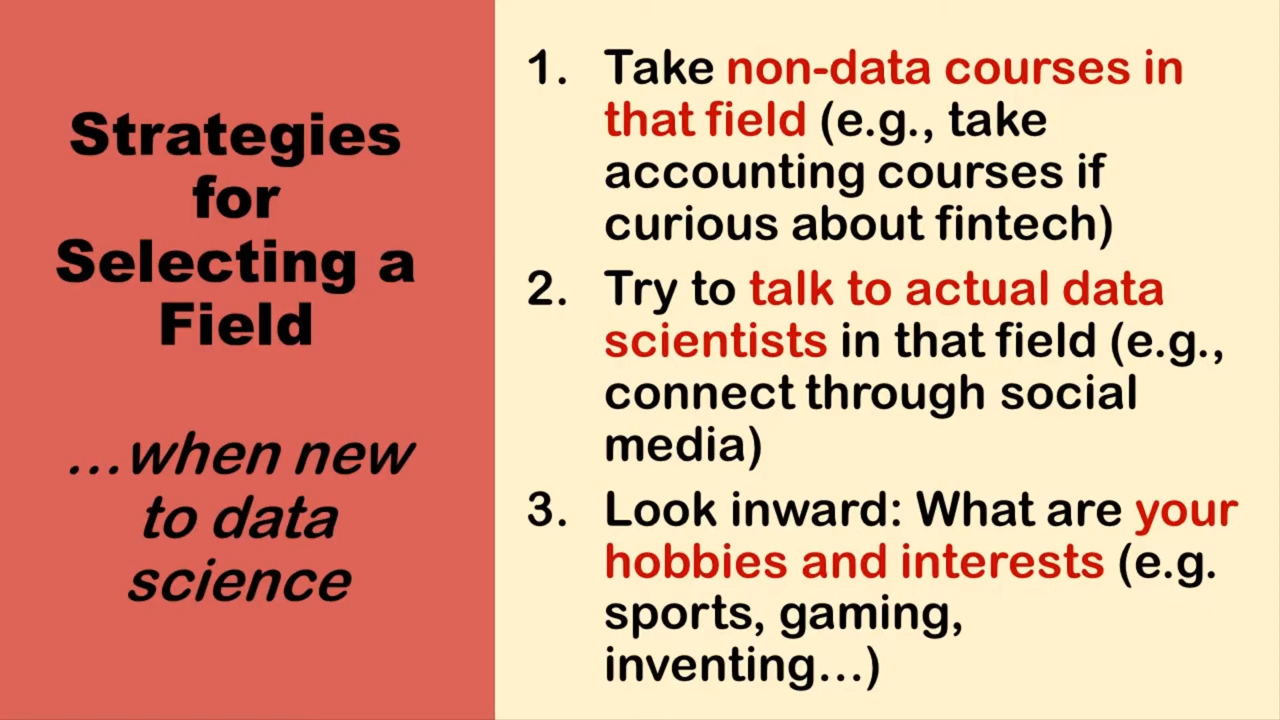 Strategies
for
Selecting a
Field
...when new
to data
science
1. Take non-data courses in
that field (e.g., take
accounting courses if
curious about fintech)
2. Try to talk to actual data
scientists in that field (e.g.,
connect through social
media)
3. Look inward: What are your
hobbies and interests (e.g.
sports, gaming,
inventing...)